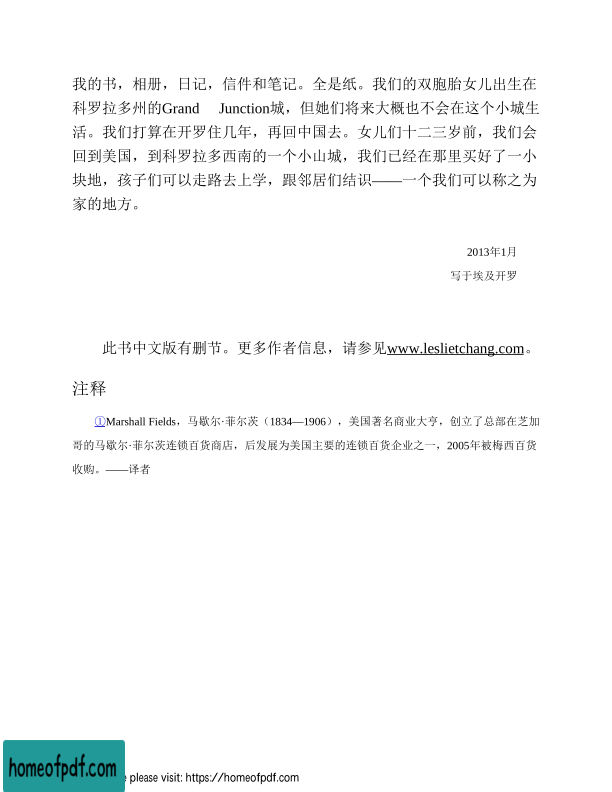 我的书，相册，日记，信件和笔记。全是纸。我们的双胞胎女儿出生在
科罗拉多州的Grand Junction城，但她们将来大概也不会在这个小城生
活。我们打算在开罗住几年，再回中国去。女儿们十二三岁前，我们会
回到美国，到科罗拉多西南的一个小山城，我们已经在那里买好了一小
块地，孩子们可以走路去上学，跟邻居们结识——一个我们可以称之为
家的地方。
2013年1月
写于埃及开罗
此书中文版有删节。更多作者信息，请参见www.leslietchang.com。
注释
①Marshall Fields，马歇尔·菲尔茨（1834—1906），美国著名商业大亨，创立了总部在芝加
哥的马歇尔·菲尔茨连锁百货商店，后发展为美国主要的连锁百货企业之一，2005年被梅西百货
收购。——译者
homeofpdf.com
please visit: https://homeofpdf.com